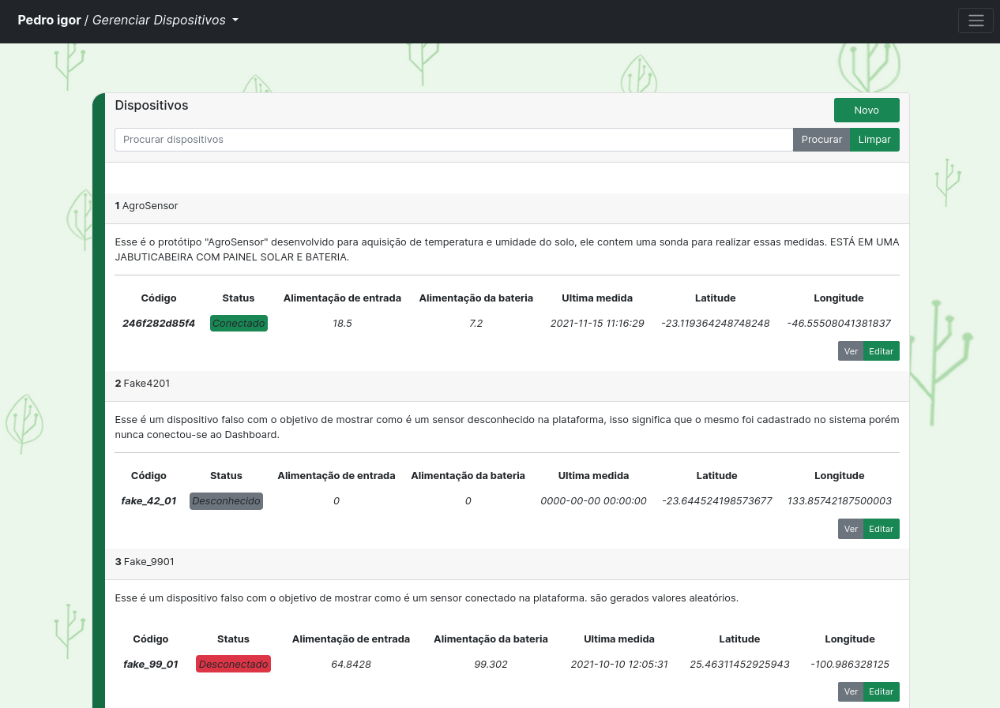 Pedro igor / Gerenciar Dispositivos
Dispositivos
Novo
Procurar dispositivos
Procurar
Limpar
1 AgroSensor
Esse é o protótipo "AgroSensor" desenvolvido para aquisição de temperatura e umidade do solo, ele contem uma sonda para realizar essas medidas. ESTÁ EM UMA
JABUTICABEIRA COM PAINEL SOLAR E BATERIA.
Código Status Alimentação de entrada Alimentação da bateria Ultima medida Latitude Longitude
246f282d85f4 Conectado 18.5 7.2 2021-11-15 11:16:29 -23.119364248748248 -46.55508041381837
Ver Editar
2 Fake4201
Esse é um dispositivo falso com o objetivo de mostrar como é um sensor desconhecido na plataforma, isso significa que o mesmo foi cadastrado no sistema porém
nunca conectou-se ao Dashboard.
Código Status Alimentação de entrada Alimentação da bateria Ultima medida Latitude Longitude
fake_42_01 Desconhecido 0 0 0000-00-00 00:00:00 -23.644524198573677 133.85742187500003
Ver Editar
3 Fake_9901
Esse é um dispositivo falso com o objetivo de mostrar como é um sensor conectado na plataforma. são gerados valores aleatórios.
Código Status Alimentação de entrada Alimentação da bateria Ultima medida Latitude Longitude
fake_99_01 Desconectado 64.8428 99.302 2021-10-10 12:05:31 25.46311452925943 -100.986328125
Ver Editar